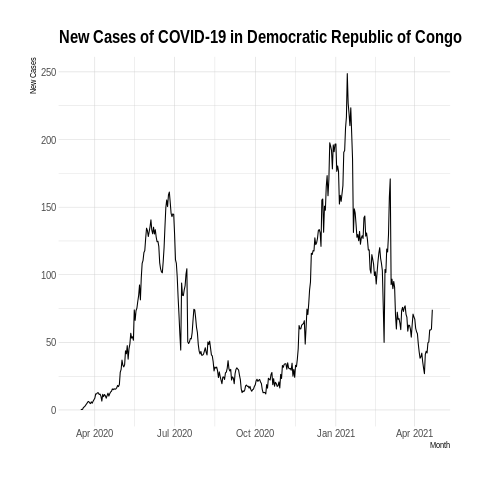 New Cases of COVID-19 in Democratic Republic of Congo
New Cases
250
200
150
100
50
0
Apr 2020 Jul 2020 Oct 2020 Jan 2021 Apr 2021
Month